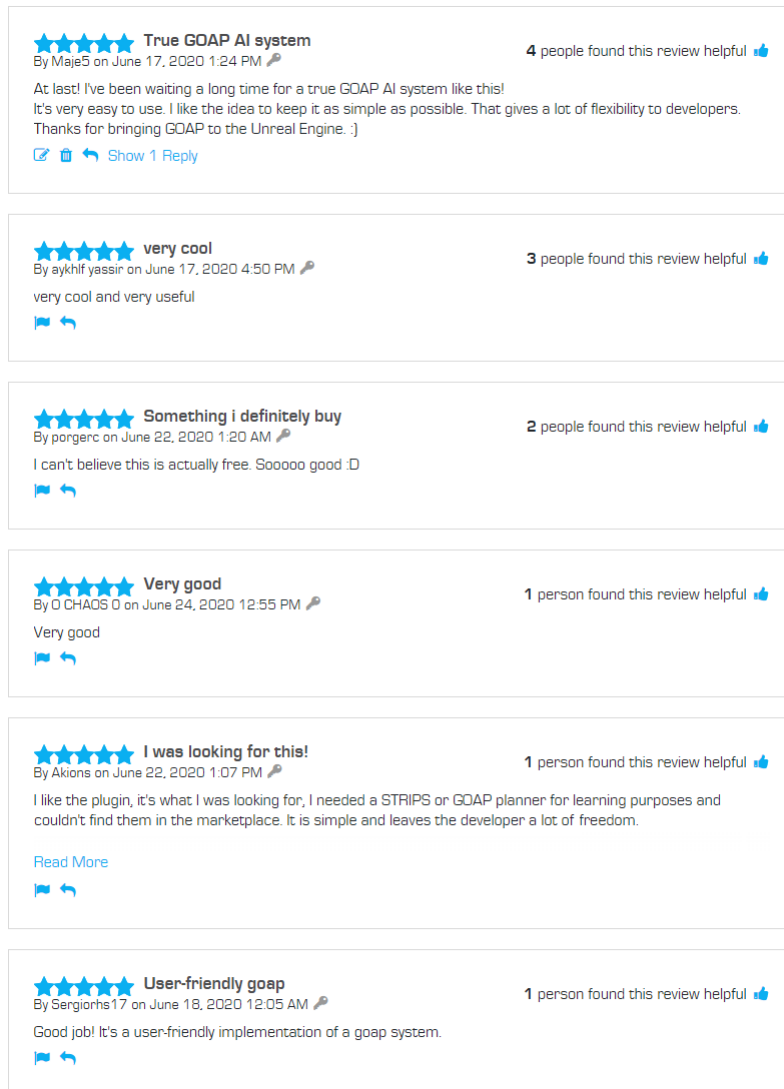 True GOAP AI system
By Maje5 on June 17, 2020 1:24 PM
4 people found this review helpful
At last! I've been waiting a long time for a true GOAP AI system like this!
It's very easy to use. I like the idea to keep it as simple as possible. That gives a lot of flexibility to developers.
Thanks for bringing GOAP to the Unreal Engine. :)
Show 1 Reply
very cool
By aykhlf yassir on June 17, 2020 4:50 PM
3 people found this review helpful
very cool and very useful
Something i definitely buy
By porgerc on June 22, 2020 1:20 AM
2 people found this review helpful
I can't believe this is actually free. Sooooo good :D
Very good
By O CHAOS O on June 24, 2020 12:55 PM
1 person found this review helpful
Very good
I was looking for this!
By Akions on June 22, 2020 1:07 PM
1 person found this review helpful
I like the plugin, it's what I was looking for, I needed a STRIPS or GOAP planner for learning purposes and
couldn't find them in the marketplace. It is simple and leaves the developer a lot of freedom.
Read More
User-friendly goap
By Sergiorhs17 on June 18, 2020 12:05 AM
1 person found this review helpful
Good job! It's a user-friendly implementation of a goap system.